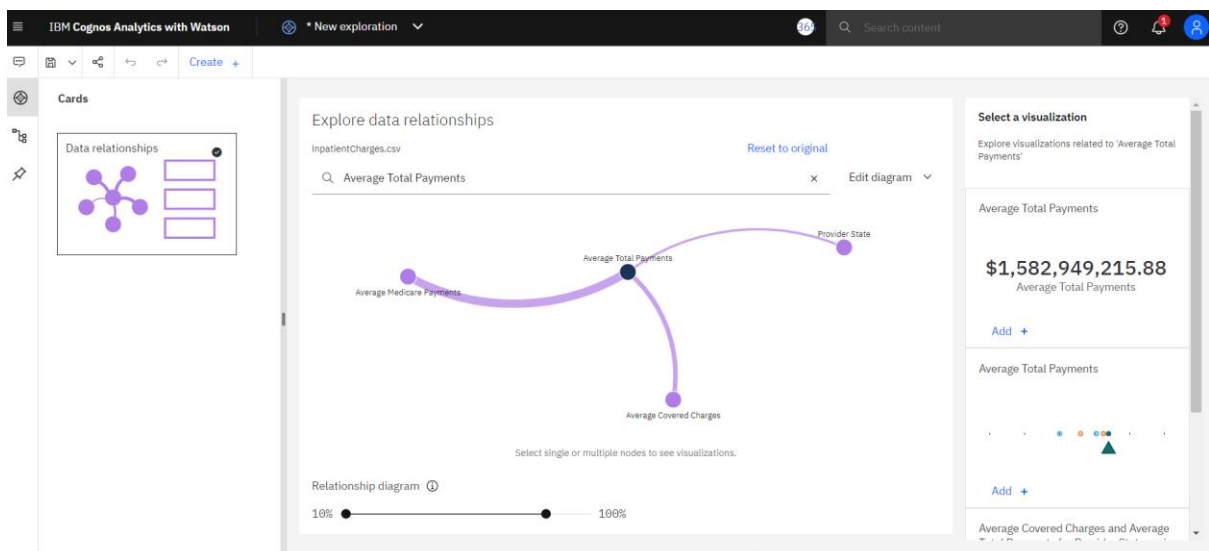 IBM Cognos Analytics with Watson
* New exploration
Search content
1
Create +
Cards
Data relationships
Explore data relationships
inpatientCharges.csv
Reset to original
Average Total Payments
×
Edit diagram
Provider State
Average Total Payments
Average Medicare Payments
Average Covered Charges
Select single or multiple nodes to see visualizations.
Relationship diagram
10%
100%
Select a visualization
Explore visualizations related to 'Average Total
Payments'
Average Total Payments
$1,582,949,215.88
Average Total Payments
Add +
Average Total Payments
Add +
Average Covered Charges and Average